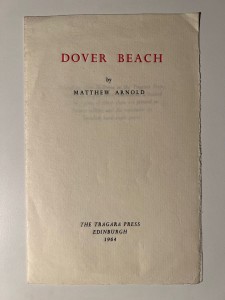 DOVER BEACH
by
MATTHEW ARNOLD
THE TRAGARA PRESS
EDINBURGH
1964